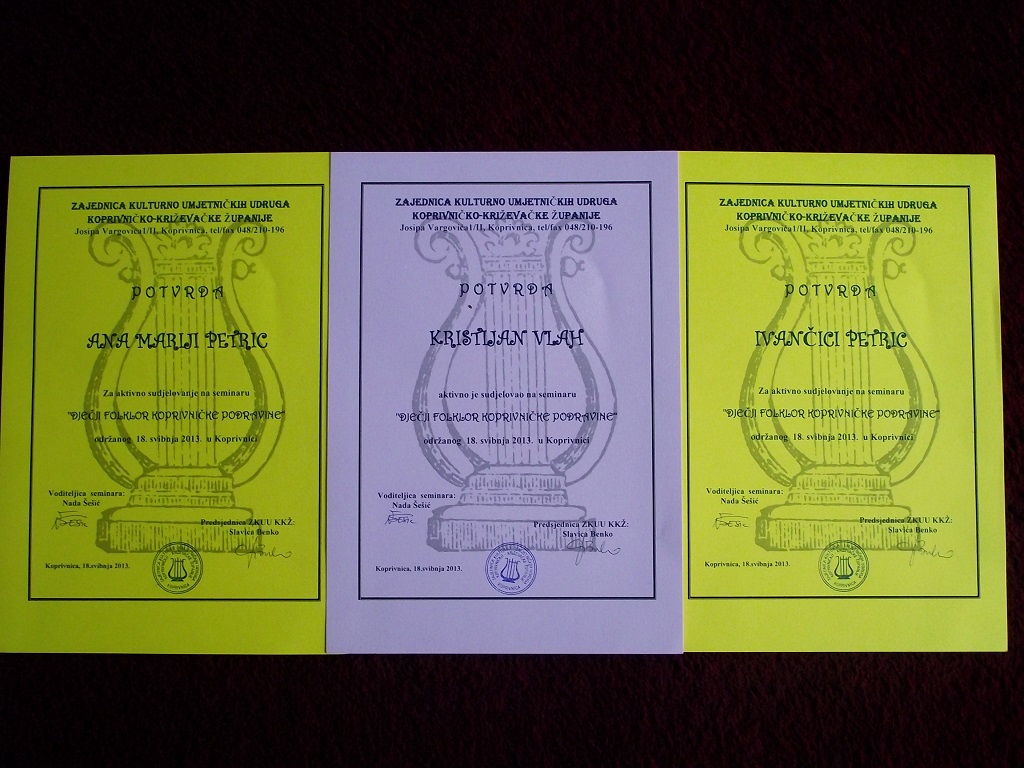 ZAJEDNICA KULTURNO UMJETNIČKIH UDRUGA
KOPRIVNIČKO-KRIŽEVAČKE ŽUPANIJE
Josipa Vargovića1/II, Koprivnica, tel/fax 048/210-196
POTVRDA
ANA MARIJI PETRIC
Za aktivno sudjelovanje na seminaru
"DJEČJI FOLKLOR KOPRIVNIČKE PODRAVINE"
održanog 18. svibnja 2013. u Koprivnici
Voditeljica seminara:
Nada Šešić
Predsjednica ZKUU KKŽ:
Slavica Benko
Koprivnica, 18.svibnja 2013.
ZAJEDNICA KULTURNO UMJETNIČKIH UDRUGA
KOPRIVNIČKO-KRIŽEVAČKE ŽUPANIJE
Josipa Vargovića1/II, Koprivnica, tel/fax 048/210-196
POTVRDA
KRISTIJAN VLAH
aktivno je sudjelovao na seminaru
"DJEČJI FOLKLOR KOPRIVNIČKE PODRAVINE"
održanog 18. svibnja 2013. u Koprivnici
Voditeljica seminara:
Nada Šešić
Predsjednica ZKUU KKŽ:
Slavica Benko
Koprivnica, 18.svibnja 2013.
KOPRIVNICA
ZAJEDNICA KULTURNO UMJETNIČKIH UDRUGA
KOPRIVNIČKO-KRIŽEVAČKE ŽUPANIJE
Josipa Vargovića1/II, Koprivnica, tel/fax 048/210-196
POTVRDA
IVANČICI PETRIC
Za aktivno sudjelovanje na seminaru
"DJEČJI FOLKLOR KOPRIVNIČKE PODRAVINE"
održanog 18. svibnja 2013. u Koprivnici
Voditeljica seminara:
Nada Šešić
Predsjednica ZKUU KKŽ:
Slavica Benko
Koprivnica, 18.svibnja 2013.